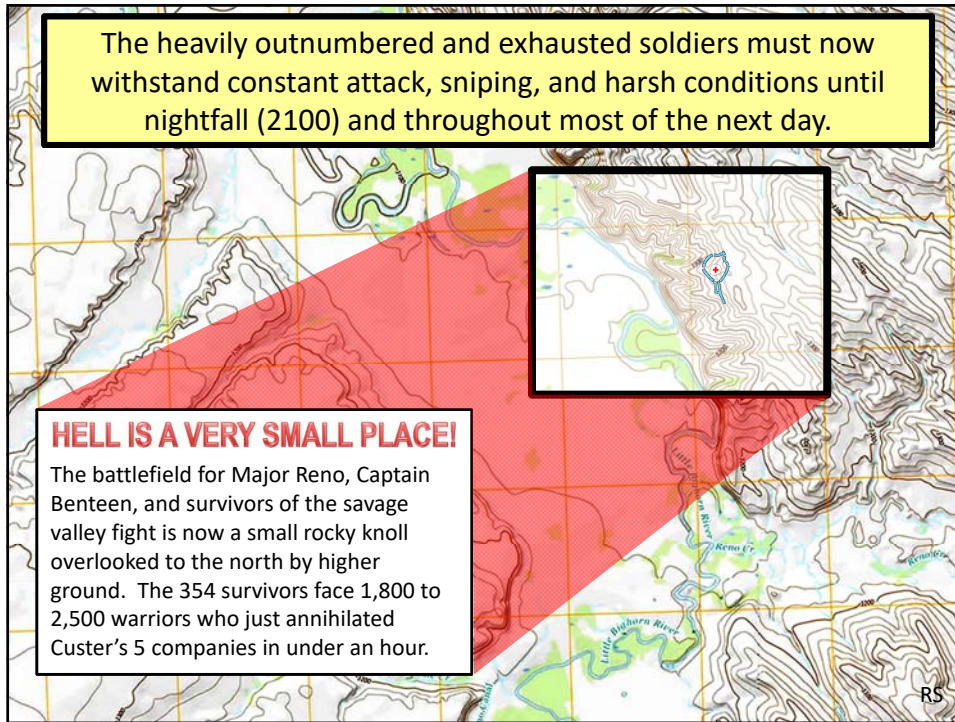 The heavily outnumbered and exhausted soldiers must now
withstand constant attack, sniping, and harsh conditions until
nightfall (2100) and throughout most of the next day.
HELL IS A VERY SMALL PLACE!
The battlefield for Major Reno, Captain
Benteen, and survivors of the savage
valley fight is now a small rocky knoll
overlooked to the north by higher
ground. The 354 survivors face 1,800 to
2,500 warriors who just annihilated
Custer's 5 companies in under an hour.
Little Bighorn River
Reno Cr
Reno Cr
Little Bighorn River
1200
RS